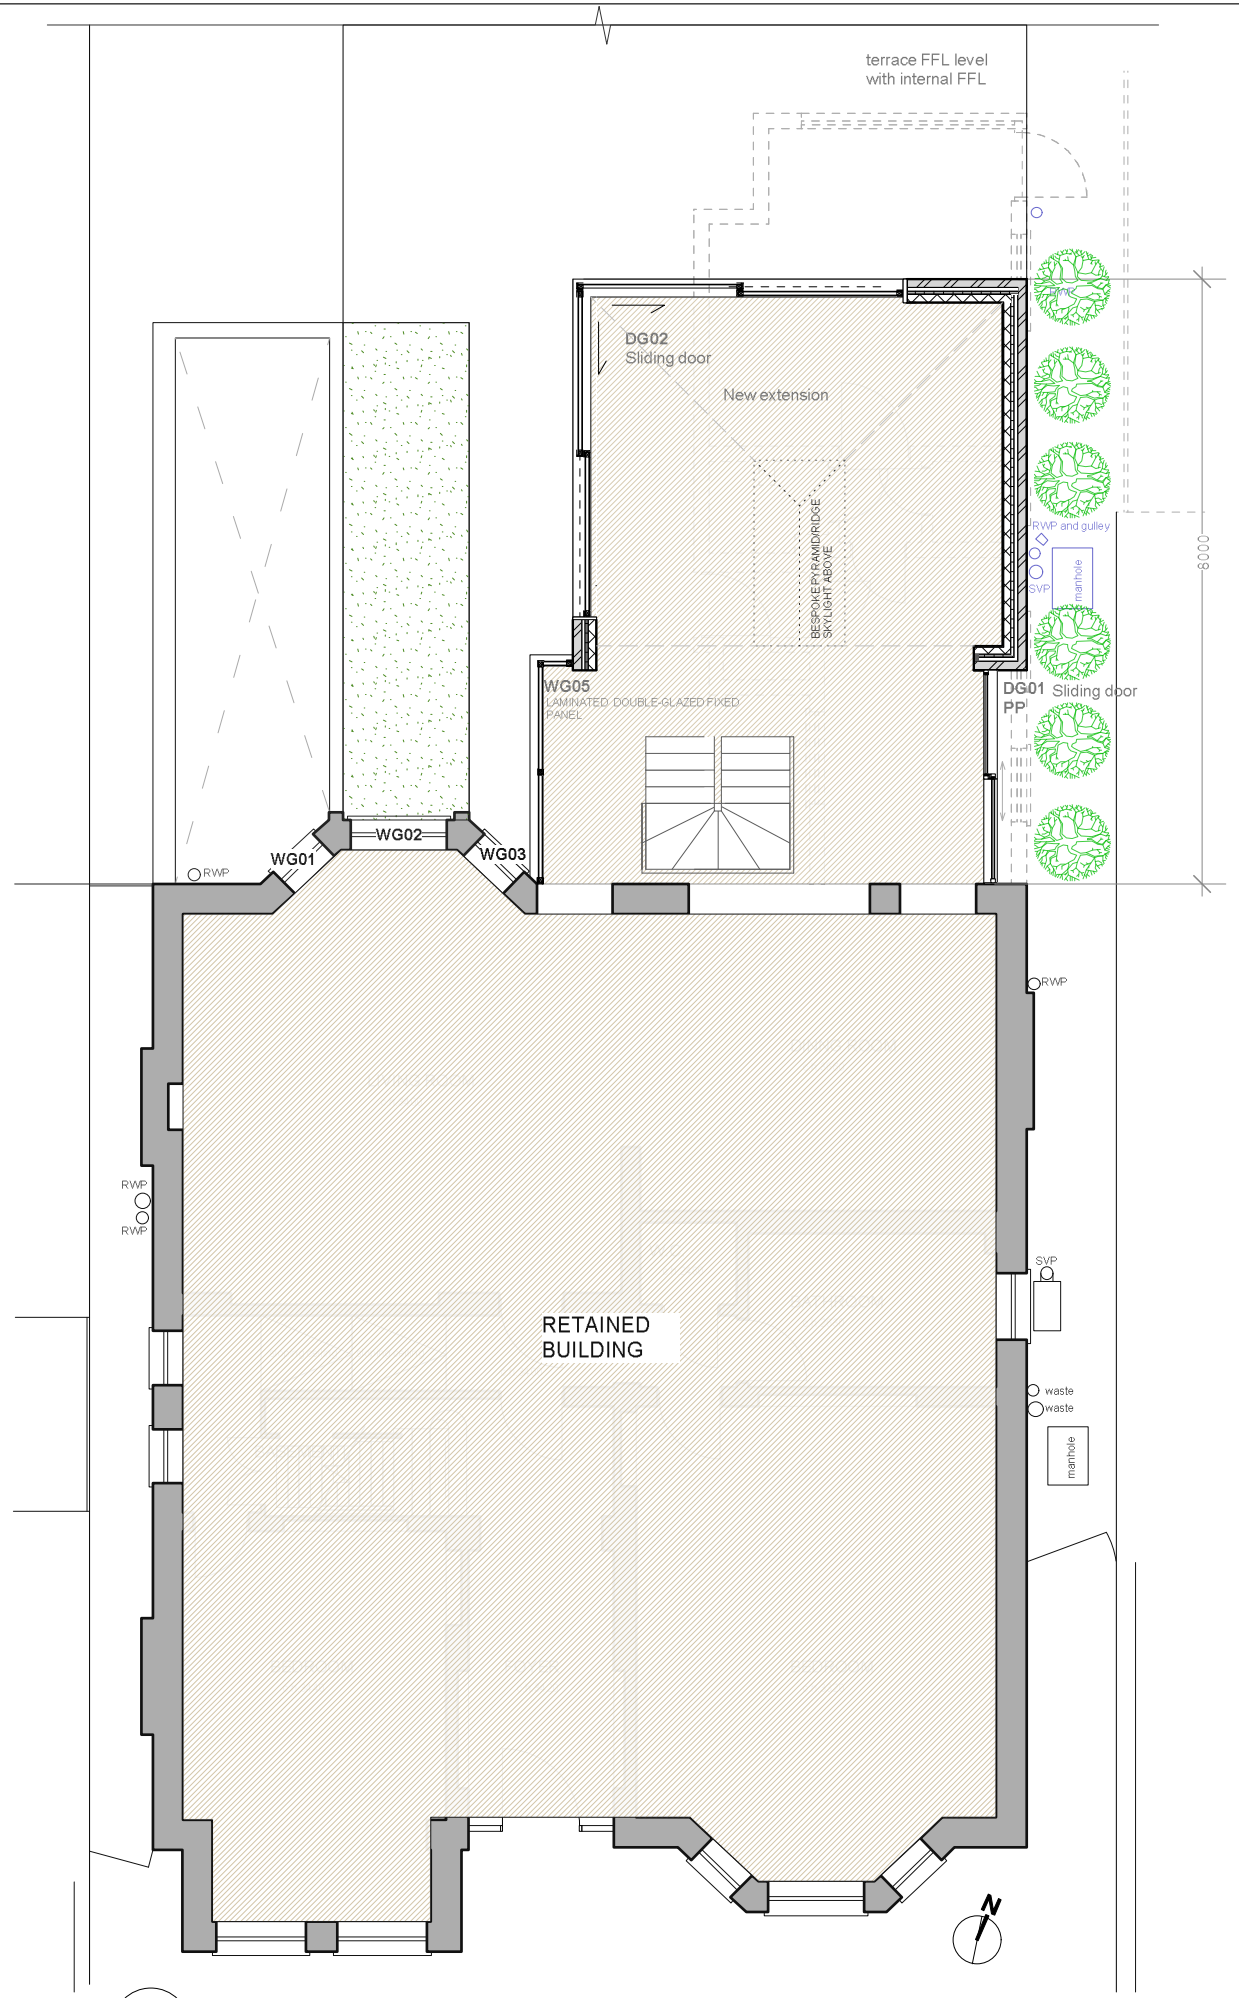 terrace FFL level
with internal FFL
RWP
DG02
Sliding door
New extension
BESPOKE PYRAMID/RIDGE
SKYLIGHT ABOVE
RWP and gulley
manhole
SVP
8000
WG05
LAMINATED DOUBLE-GLAZED FIXED
PANEL
DG01 Sliding door
PP
WG01
WG02
WG03
RWP
RWP
RWP
RWP
SVP
RETAINED
BUILDING
waste
waste
manhole
N